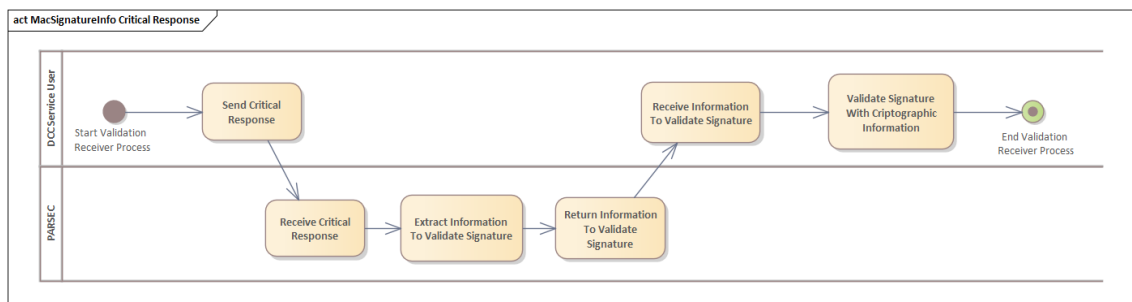 act MacSignatureInfo Critical Response
DCCService User
Start Validation
Receiver Process
Send Critical
Response
Receive Information
To Validate Signature
Validate Signature
With Criptographic
Information
End Validation
Receiver Process
PARSEC
Receive Critical
Response
Extract Information
To Validate Signature
Return Information
To Validate
Signature